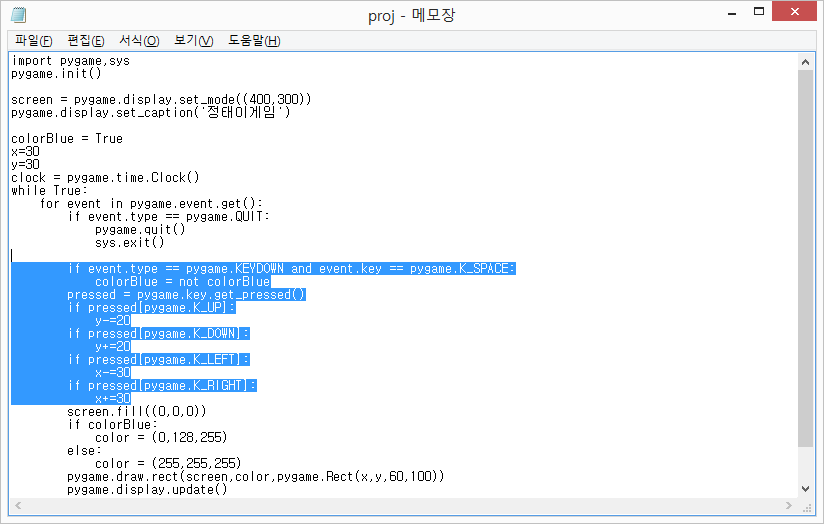 proj - 메모장
파일(F) 편집(E) 서식(O) 보기(V) 도움말(H)
import pygame,sys
pygame.init()

screen = pygame.display.set_mode((400,300))
pygame.display.set_caption('정태이게임')

colorBlue = True
x=30
y=30
clock = pygame.time.Clock()
while True:
    for event in pygame.event.get():
        if event.type == pygame.QUIT:
            pygame.quit()
            sys.exit()

        if event.type == pygame.KEYDOWN and event.key == pygame.K_SPACE:
            colorBlue = not colorBlue
        pressed = pygame.key.get_pressed()
        if pressed[pygame.K_UP]:
            y-=20
        if pressed[pygame.K_DOWN]:
            y+=20
        if pressed[pygame.K_LEFT]:
            x-=30
        if pressed[pygame.K_RIGHT]:
            x+=30
        screen.fill((0,0,0))
        if colorBlue:
            color = (0,128,255)
        else:
            color = (255,255,255)
        pygame.draw.rect(screen,color,pygame.Rect(x,y,60,100))
        pygame.display.update()